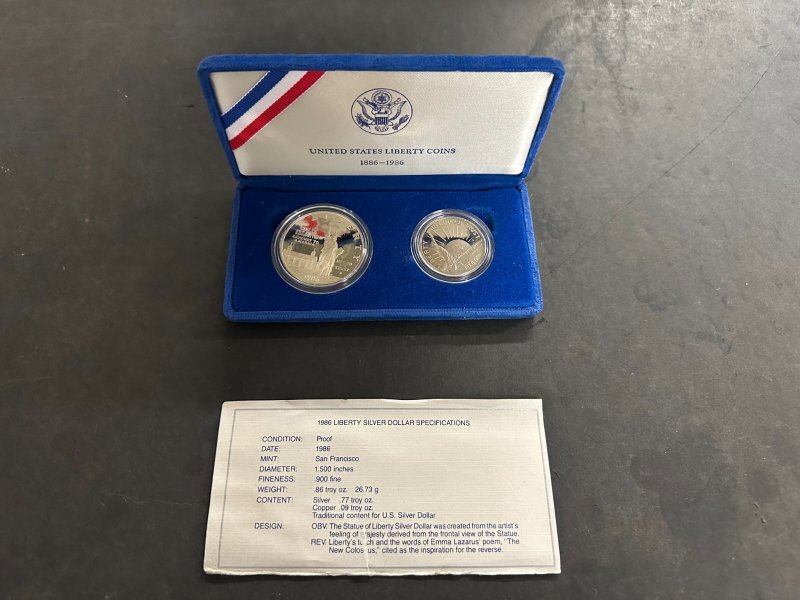 UNITED STATES LIBERTY COINS
1886-1986
LIBERTY
1986
1986 LIBERTY SILVER DOLLAR SPECIFICATIONS
CONDITION: Proof
DATE: 1986
MINT: San Francisco
DIAMETER: 1.500 inches
FINENESS: .900 fine
WEIGHT: .86 troy oz. 26.73 g
CONTENT: Silver .77 troy oz.
Copper .09 troy oz.
Traditional content for U.S. Silver Dollar
DESIGN: OBV. The Statue of Liberty Silver Dollar was created from the artist's
feeling of majesty derived from the frontal view of the Statue.
REV. Liberty's torch and the words of Emma Lazarus' poem, "The
New Colossus," cited as the inspiration for the reverse.